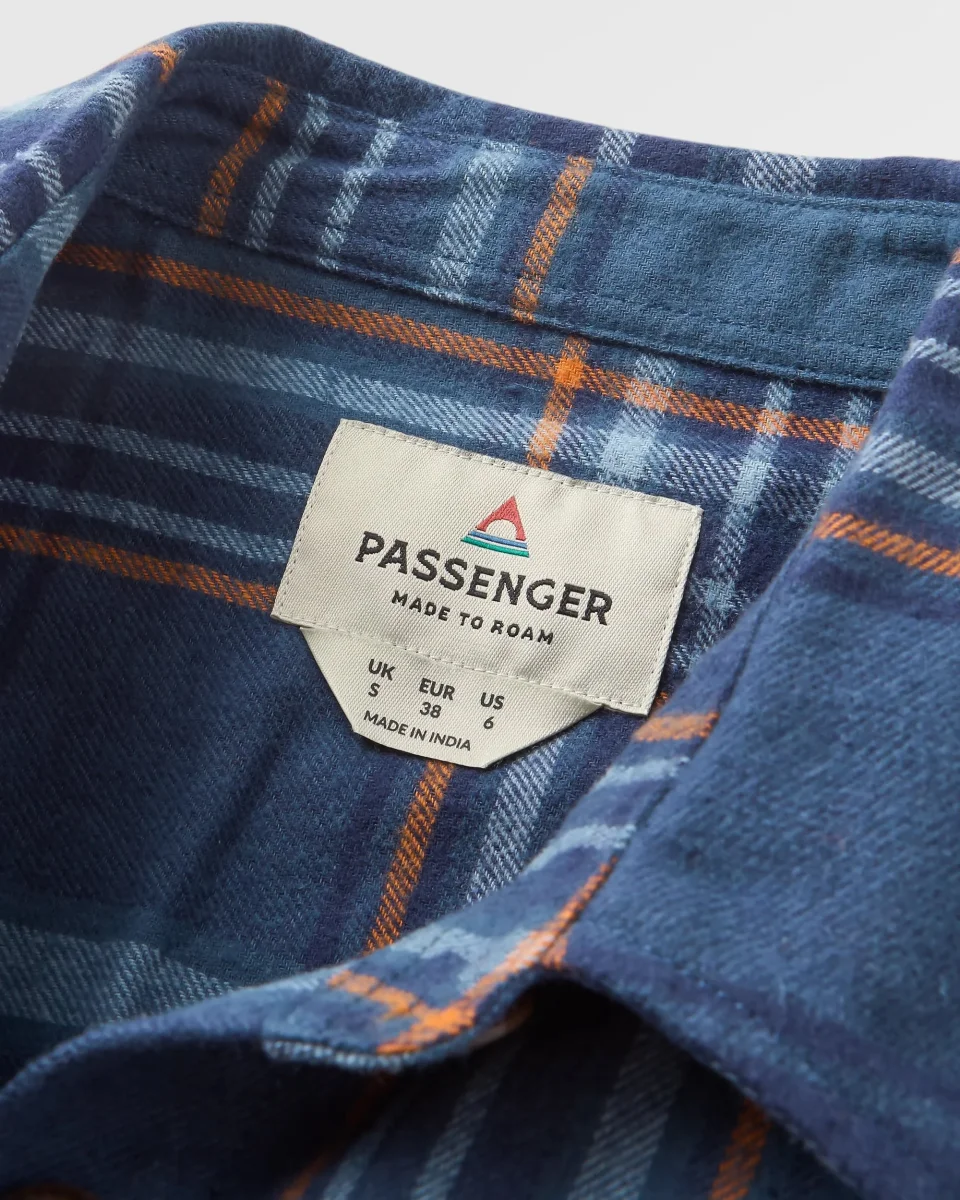 PASSENGER
MADE TO ROAM
UK EUR US
S 38 6
MADE IN INDIA